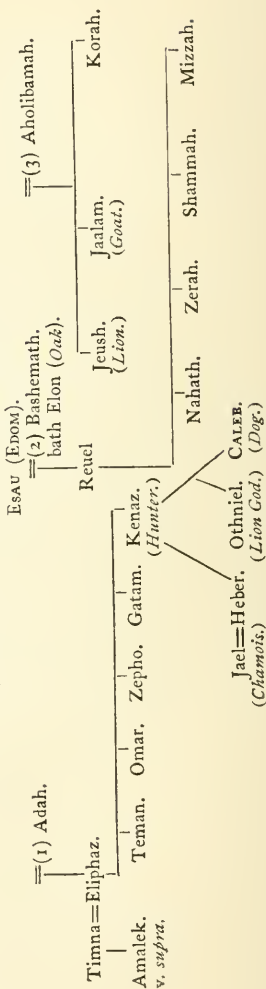 ESAU (EDOM).
==(1) Adah. ==(2) Bashemath. ==(3) Aholibamah.
bath Elon (Oak).
Timna==Eliphaz. Reuel Jeush. Jaalam. Korah.
(Lion.) (Goat.)
Amalek. Teman. Omar. Zepho. Gatam. Kenaz. Nahath. Zerah. Shammah. Mizzah.
v. supra. (Hunter.)
Jael==Heber. Othniel. CALEB.
(Chamois.) (Lion God.) (Dog.)